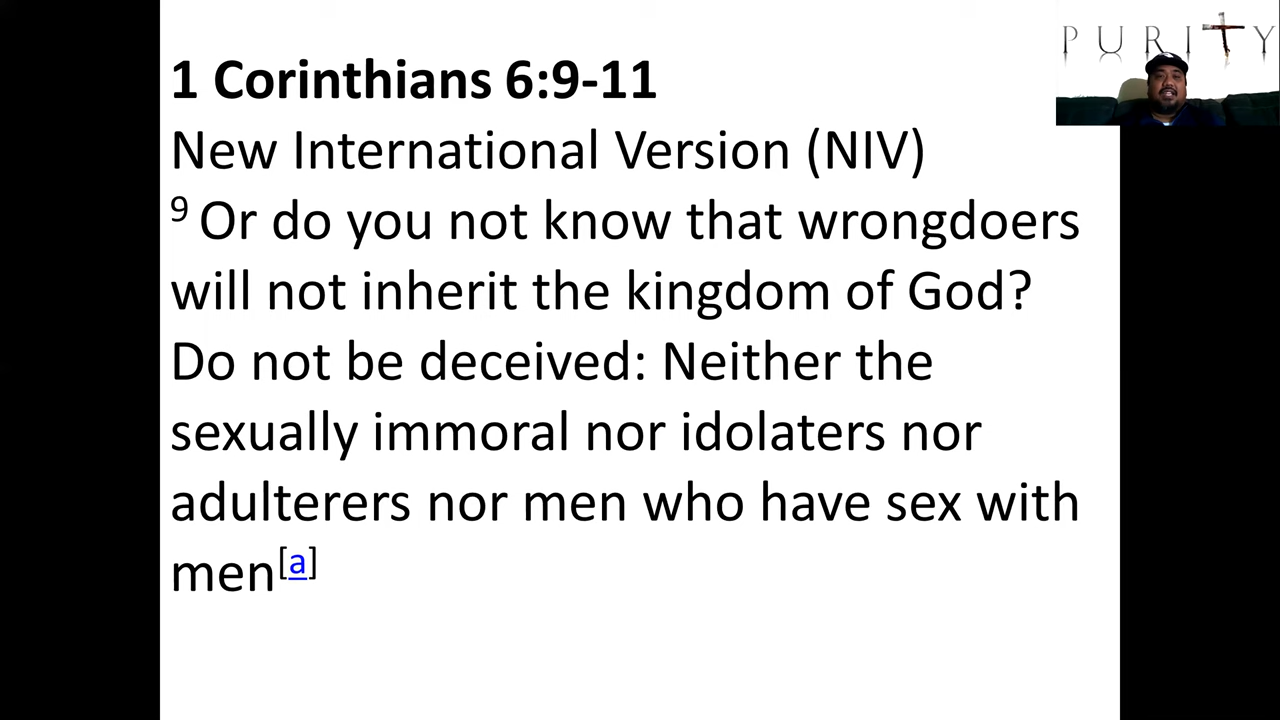 PURITY
1 Corinthians 6:9-11
New International Version (NIV)
9 Or do you not know that wrongdoers
will not inherit the kingdom of God?
Do not be deceived: Neither the
sexually immoral nor idolaters nor
adulterers nor men who have sex with
men[a]